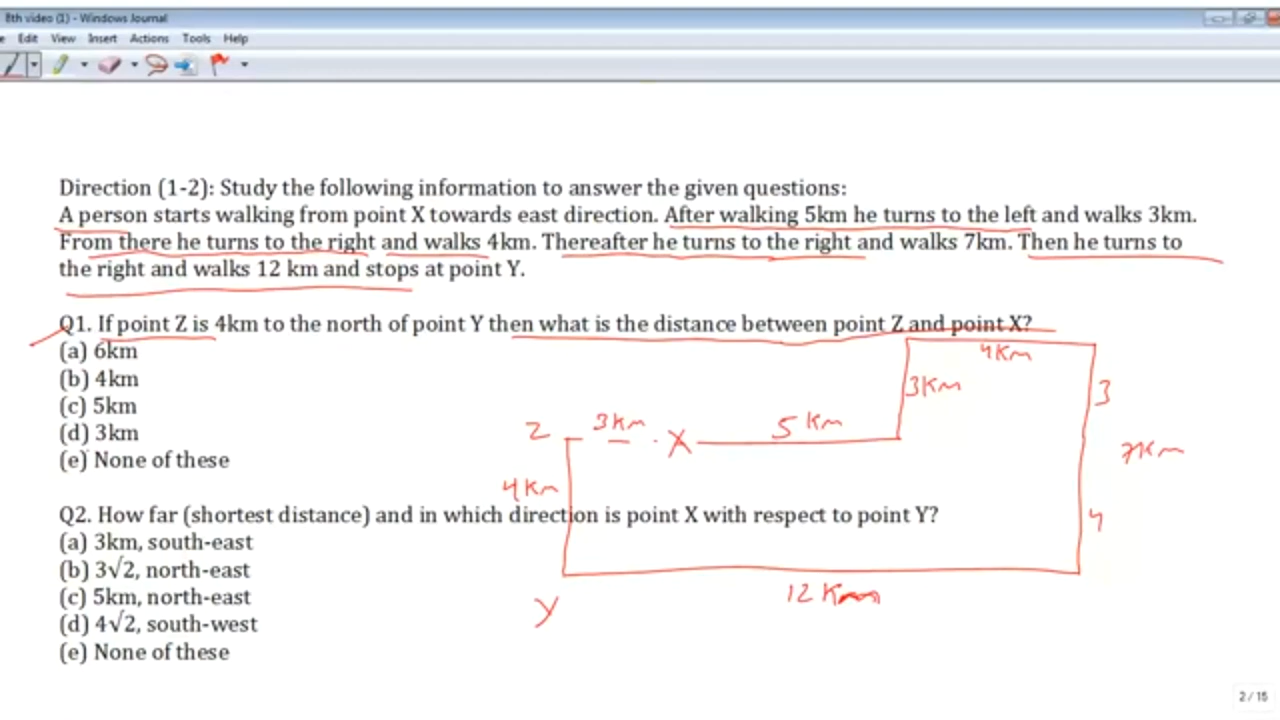 8th video (1) - Windows Journal
e Edit View Insert Actions Tools Help
Direction (1-2): Study the following information to answer the given questions:
A person starts walking from point X towards east direction. After walking 5km he turns to the left and walks 3km.
From there he turns to the right and walks 4km. Thereafter he turns to the right and walks 7km. Then he turns to
the right and walks 12 km and stops at point Y.
Q1. If point Z is 4km to the north of point Y then what is the distance between point Z and point X?
(a) 6km
(b) 4km
(c) 5km
(d) 3km
(e) None of these
4Km
3Km
3
Z 3km X 5 Km
7Km
4Km
4
12 Km
Y
Q2. How far (shortest distance) and in which direction is point X with respect to point Y?
(a) 3km, south-east
(b) 3√2, north-east
(c) 5km, north-east
(d) 4√2, south-west
(e) None of these
2 / 15